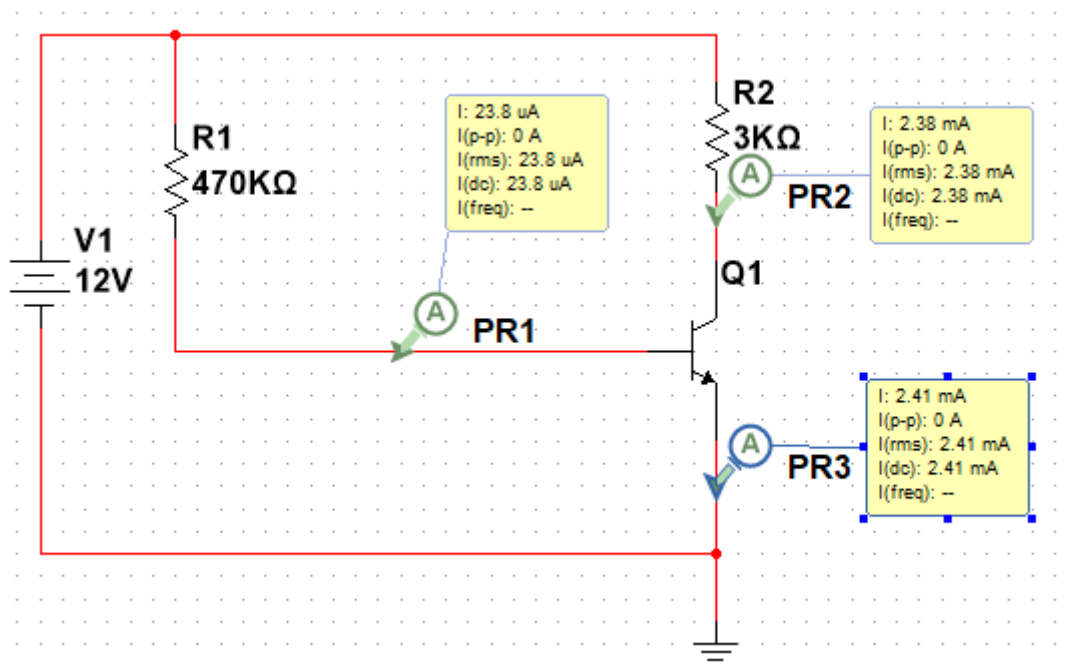 R2
3KΩ
I: 23.8 uA
I(p-p): 0 A
I(rms): 23.8 uA
I(dc): 23.8 uA
I(freq): --
I: 2.38 mA
I(p-p): 0 A
I(rms): 2.38 mA
I(dc): 2.38 mA
I(freq): --
R1
470KΩ
A
PR2
V1
12V
Q1
A
PR1
I: 2.41 mA
I(p-p): 0 A
I(rms): 2.41 mA
I(dc): 2.41 mA
I(freq): --
A
PR3